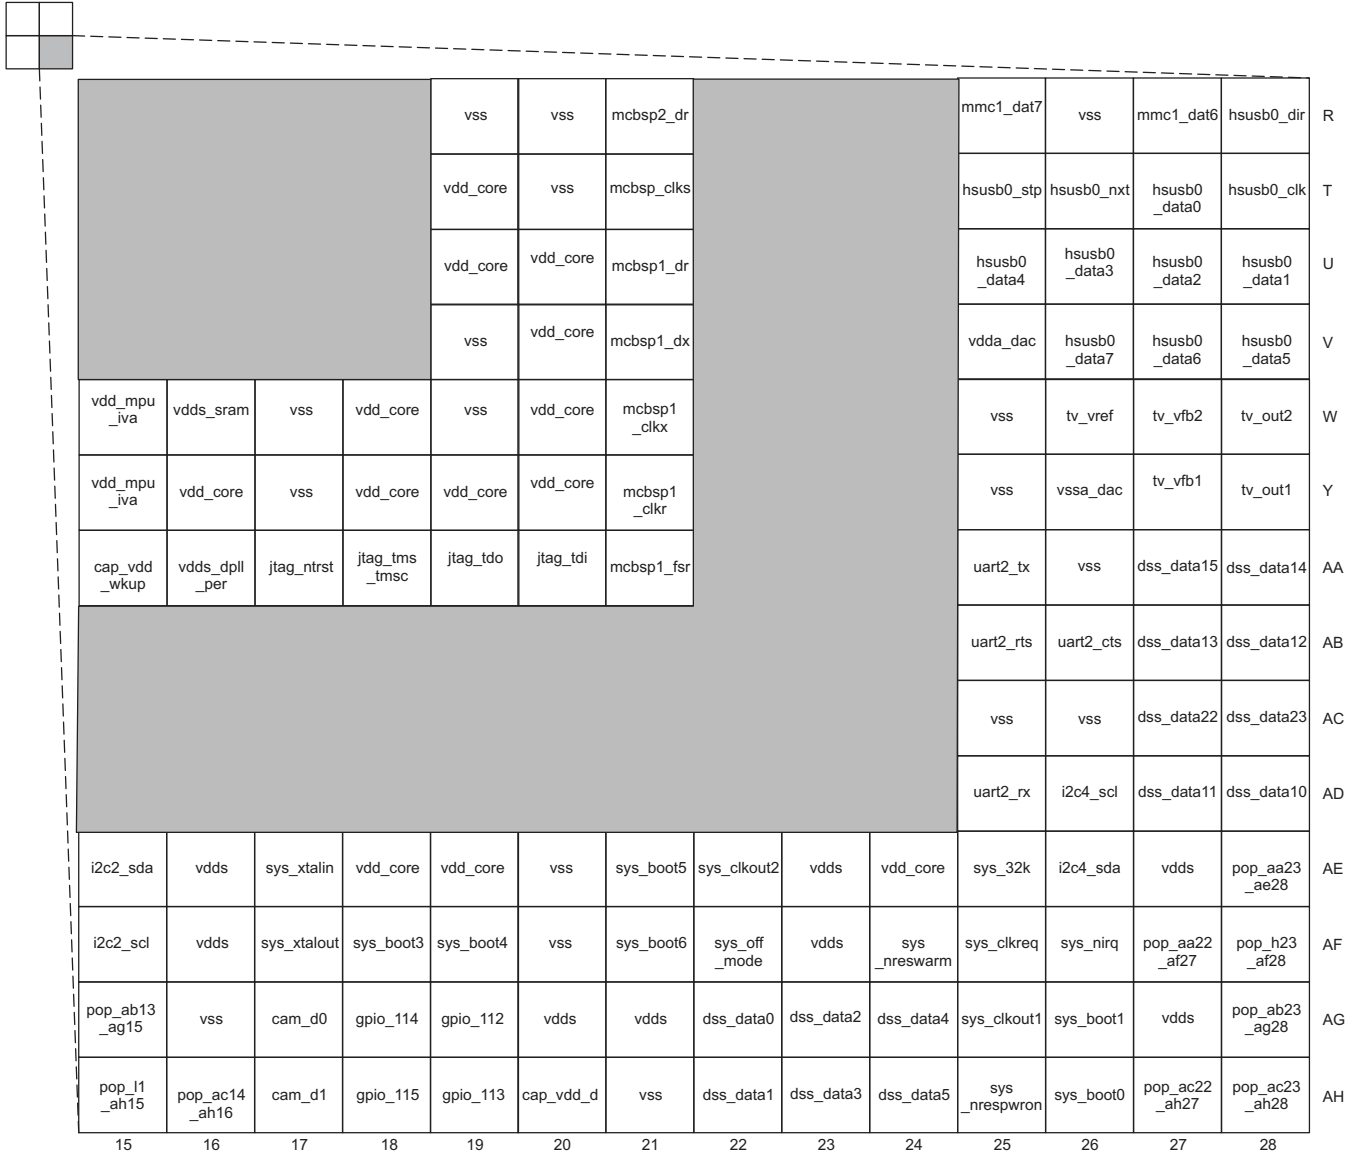 vss vss mcbsp2_dr mmc1_dat7 vss mmc1_dat6 hsusb0_dir R
vdd_core vss mcbsp_clks hsusb0_stp hsusb0_nxt hsusb0 _data0 hsusb0_clk T
vdd_core vdd_core mcbsp1_dr hsusb0 _data4 hsusb0 _data3 hsusb0 _data2 hsusb0 _data1 U
vss vdd_core mcbsp1_dx vdda_dac hsusb0 _data7 hsusb0 _data6 hsusb0 _data5 V
vdd_mpu _iva vdds_sram vss vdd_core vss vdd_core mcbsp1 _clkx vss tv_vref tv_vfb2 tv_out2 W
vdd_mpu _iva vdd_core vss vdd_core vdd_core vdd_core mcbsp1 _clkr vss vssa_dac tv_vfb1 tv_out1 Y
cap_vdd _wkup vdds_dpll _per jtag_ntrst jtag_tms _tmsc jtag_tdo jtag_tdi mcbsp1_fsr uart2_tx vss dss_data15 dss_data14 AA
uart2_rts uart2_cts dss_data13 dss_data12 AB
vss vss dss_data22 dss_data23 AC
uart2_rx i2c4_scl dss_data11 dss_data10 AD
i2c2_sda vdds sys_xtalin vdd_core vdd_core vss sys_boot5 sys_clkout2 vdds vdd_core sys_32k i2c4_sda vdds pop_aa23 _ae28 AE
i2c2_scl vdds sys_xtalout sys_boot3 sys_boot4 vss sys_boot6 sys_off _mode vdds sys _nreswarm sys_clkreq sys_nirq pop_aa22 _af27 pop_h23 _af28 AF
pop_ab13 _ag15 vss cam_d0 gpio_114 gpio_112 vdds vdds dss_data0 dss_data2 dss_data4 sys_clkout1 sys_boot1 vdds pop_ab23 _ag28 AG
pop_l1 _ah15 pop_ac14 _ah16 cam_d1 gpio_115 gpio_113 cap_vdd_d vss dss_data1 dss_data3 dss_data5 sys _nrespwron sys_boot0 pop_ac22 _ah27 pop_ac23 _ah28 AH
15 16 17 18 19 20 21 22 23 24 25 26 27 28